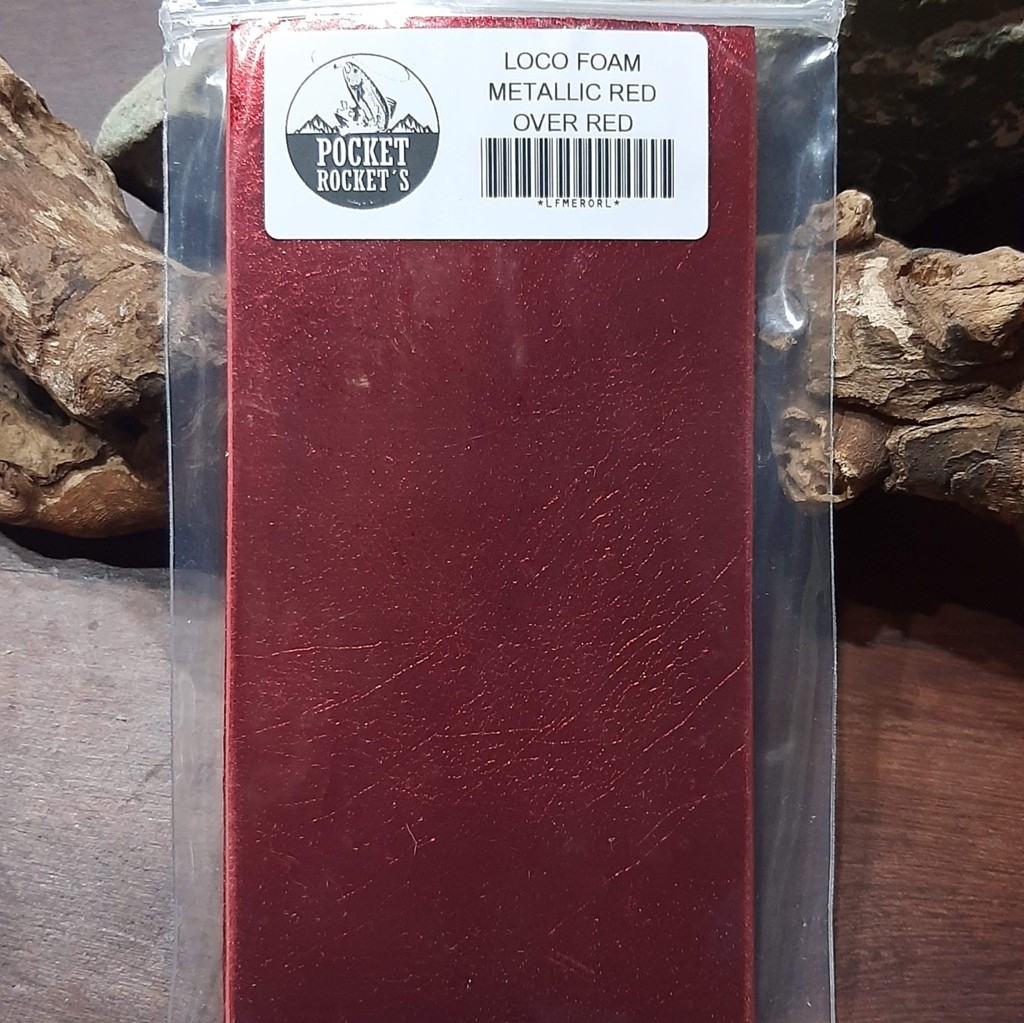 POCKET
ROCKET´S
LOCO FOAM
METALLIC RED
OVER RED
*LFMERORL*